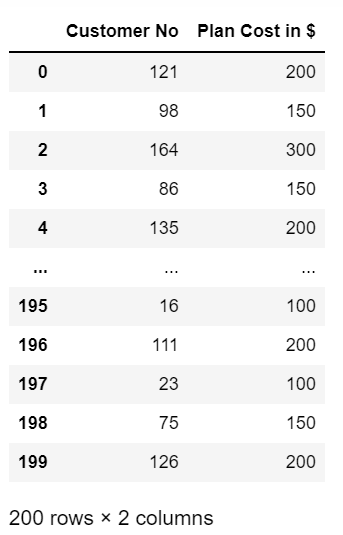 Customer No Plan Cost in $
0 121 200
1 98 150
2 164 300
3 86 150
4 135 200
... ... ...
195 16 100
196 111 200
197 23 100
198 75 150
199 126 200
200 rows × 2 columns